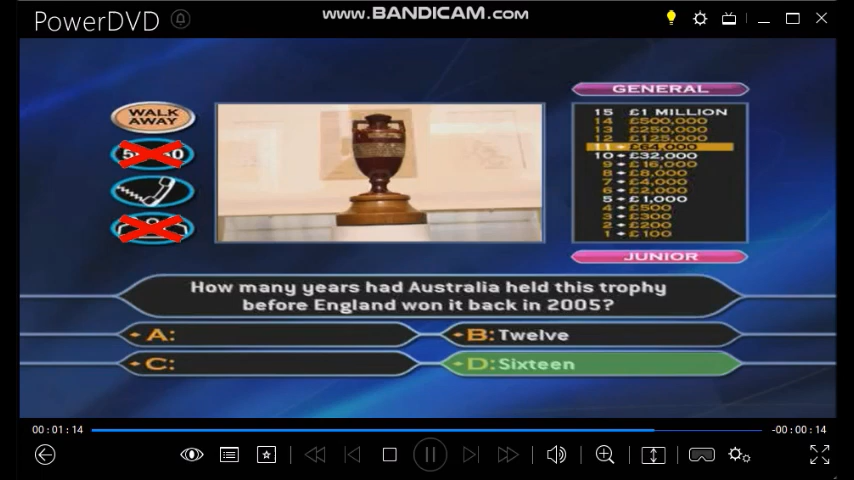 PowerDVD
www.BANDICAM.com
WALK
AWAY
GENERAL
15 £1 MILLION
14 £500,000
13 £250,000
12 £125,000
11 £64,000
10 £32,000
9 £16,000
8 £8,000
7 £4,000
6 £2,000
5 £1,000
4 £500
3 £300
2 £200
1 £100
JUNIOR
How many years had Australia held this trophy
before England won it back in 2005?
A:
B: Twelve
C:
D: Sixteen
00:01:14
-00:00:14